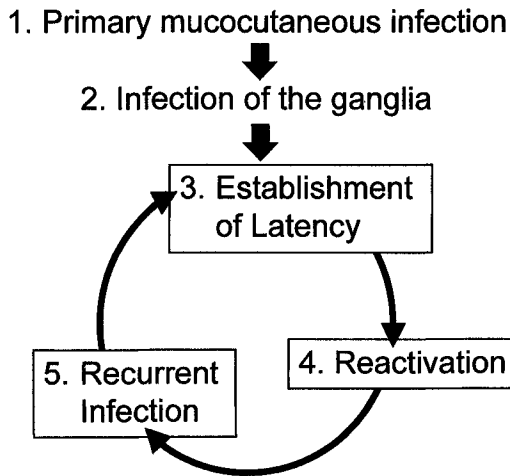 1. Primary mucocutaneous infection
2. Infection of the ganglia
3. Establishment
of Latency
4. Reactivation
5. Recurrent
Infection